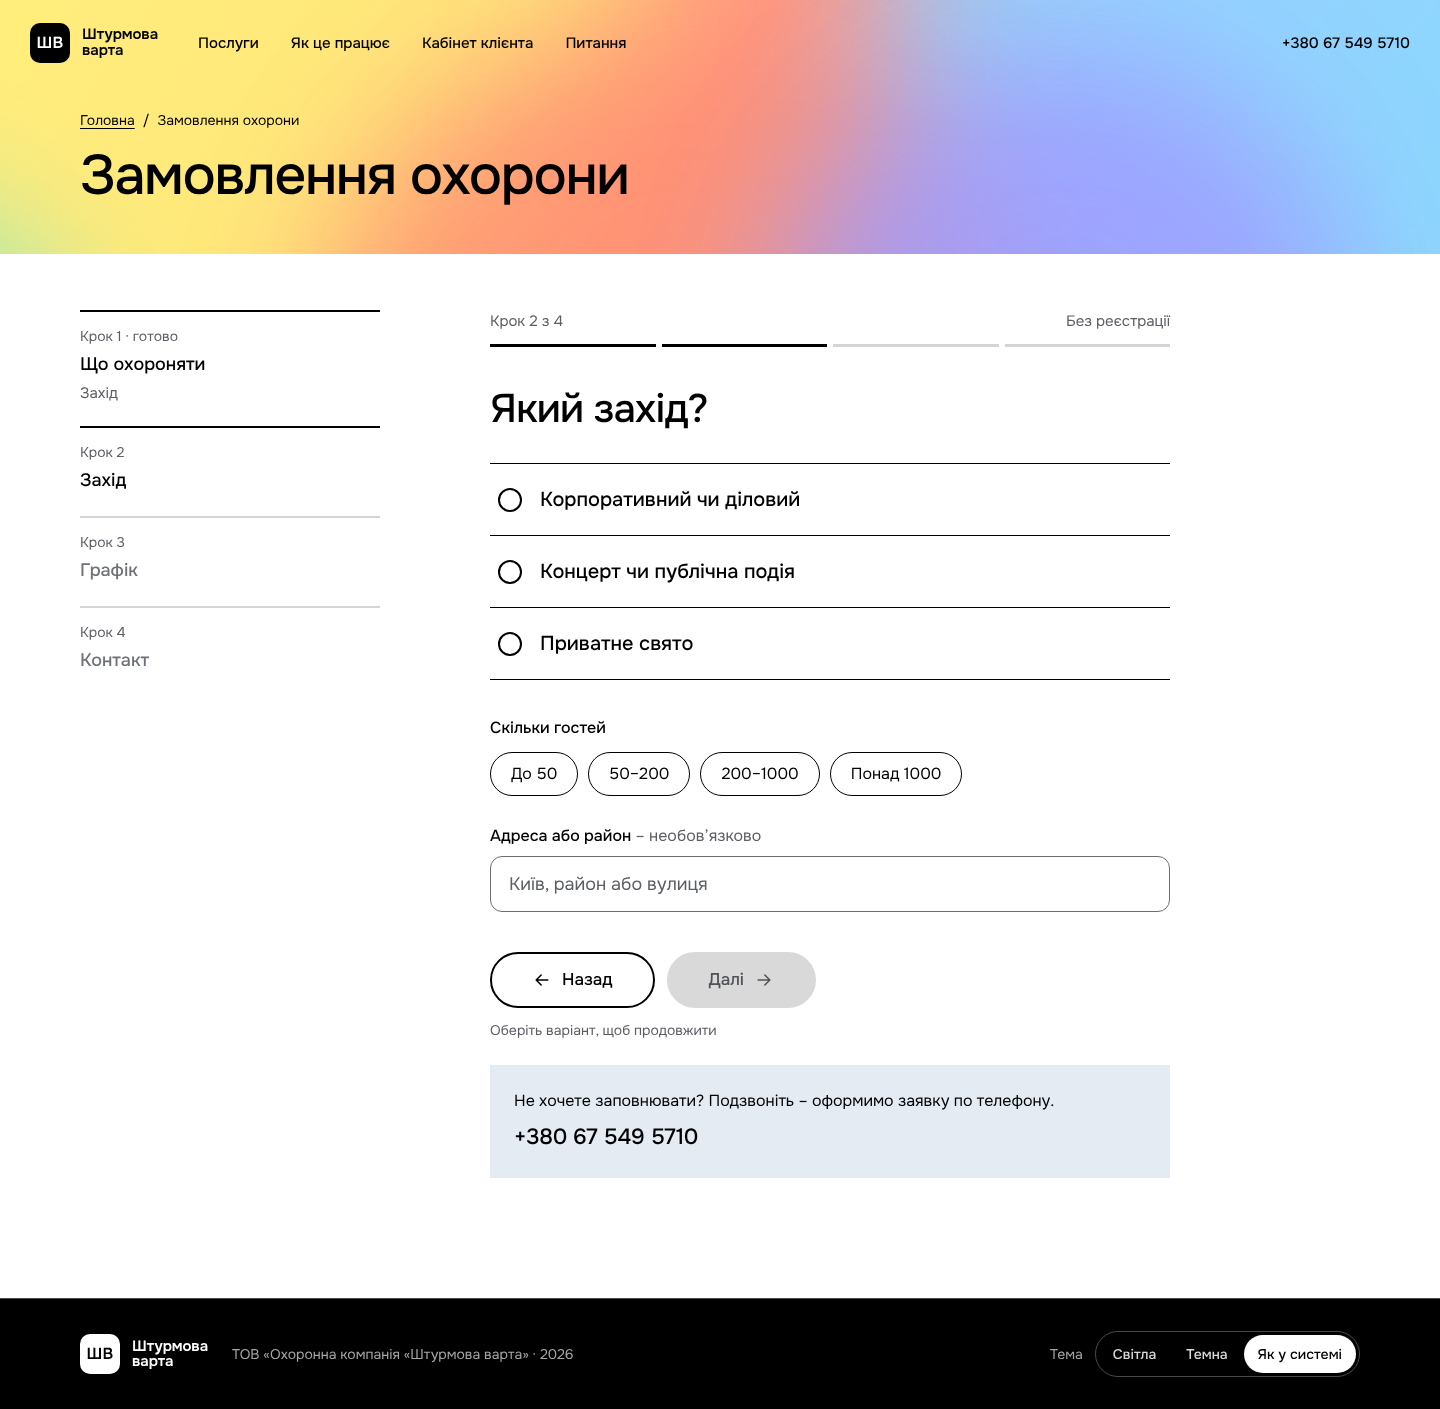 ШВ
Штурмова
варта
Послуги
Як це працює
Кабінет клієнта
Питання
+380 67 549 5710
Головна / Замовлення охорони
Замовлення охорони
Крок 1 · готово
Що охороняти
Захід
Крок 2
Захід
Крок 3
Графік
Крок 4
Контакт
Крок 2 з 4
Без реєстрації
Який захід?
Корпоративний чи діловий
Концерт чи публічна подія
Приватне свято
Скільки гостей
До 50
50–200
200–1000
Понад 1000
Адреса або район – необов’язково
Київ, район або вулиця
← Назад
Далі →
Оберіть варіант, щоб продовжити
Не хочете заповнювати? Подзвоніть – оформимо заявку по телефону.
+380 67 549 5710
ШВ
Штурмова
варта
ТОВ «Охоронна компанія «Штурмова варта» · 2026
Тема
Світла
Темна
Як у системі